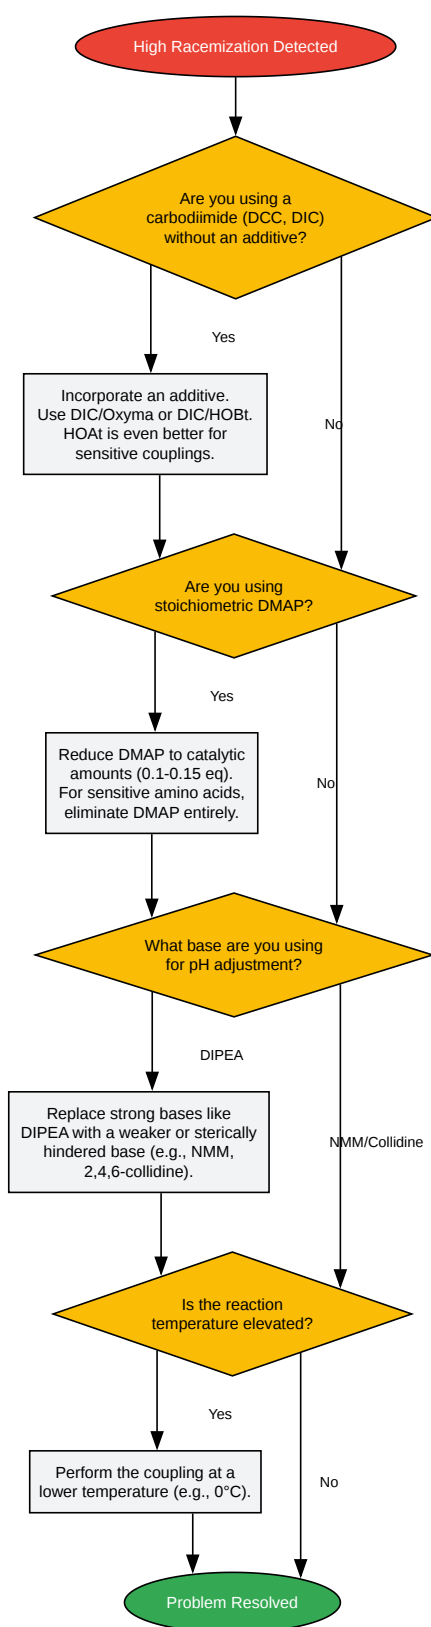 High Racemization Detected
Are you using a
carbodiimide (DCC, DIC)
without an additive?
Yes
Incorporate an additive.
Use DIC/Oxyma or DIC/HOBt.
HOAt is even better for
sensitive couplings.
No
Are you using
stoichiometric DMAP?
Yes
Reduce DMAP to catalytic
amounts (0.1-0.15 eq).
For sensitive amino acids,
eliminate DMAP entirely.
No
What base are you using
for pH adjustment?
DIPEA
Replace strong bases like
DIPEA with a weaker or sterically
hindered base (e.g., NMM,
2,4,6-collidine).
NMM/Collidine
Is the reaction
temperature elevated?
Yes
Perform the coupling at a
lower temperature (e.g., 0°C).
No
Problem Resolved